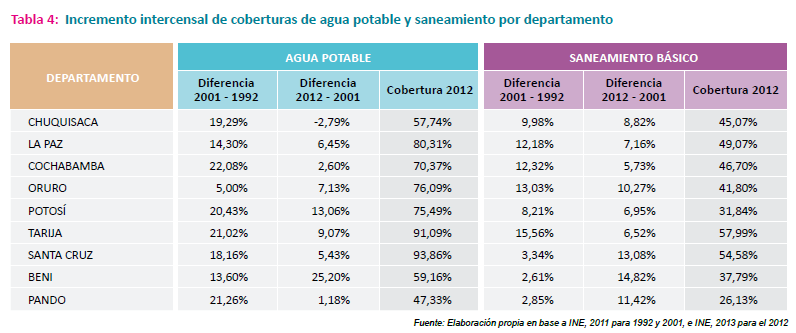 Tabla 4: Incremento intercensal de coberturas de agua potable y saneamiento por departamento
DEPARTAMENTO AGUA POTABLE SANEAMIENTO BÁSICO
Diferencia 2001 - 1992 Diferencia 2012 - 2001 Cobertura 2012 Diferencia 2001 - 1992 Diferencia 2012 - 2001 Cobertura 2012
CHUQUISACA 19,29% -2,79% 57,74% 9,98% 8,82% 45,07%
LA PAZ 14,30% 6,45% 80,31% 12,18% 7,16% 49,07%
COCHABAMBA 22,08% 2,60% 70,37% 12,32% 5,73% 46,70%
ORURO 5,00% 7,13% 76,09% 13,03% 10,27% 41,80%
POTOSÍ 20,43% 13,06% 75,49% 8,21% 6,95% 31,84%
TARIJA 21,02% 9,07% 91,09% 15,56% 6,52% 57,99%
SANTA CRUZ 18,16% 5,43% 93,86% 3,34% 13,08% 54,58%
BENI 13,60% 25,20% 59,16% 2,61% 14,82% 37,79%
PANDO 21,26% 1,18% 47,33% 2,85% 11,42% 26,13%
Fuente: Elaboración propia en base a INE, 2011 para 1992 y 2001, e INE, 2013 para el 2012